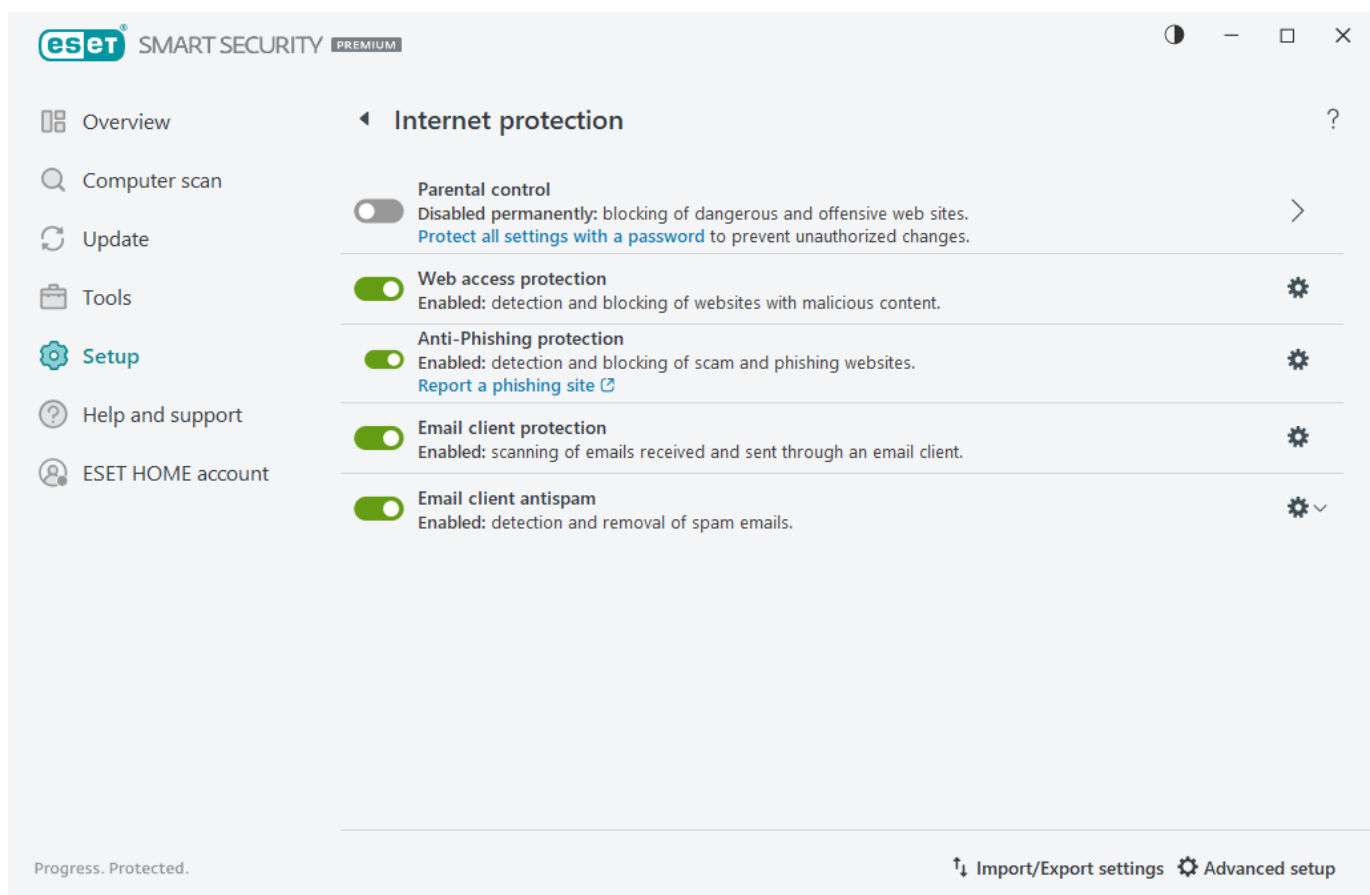 eseT® SMART SECURITY PREMIUM
Overview
Computer scan
Update
Tools
Setup
Help and support
ESET HOME account
Internet protection
?
Parental control
Disabled permanently: blocking of dangerous and offensive web sites.
Protect all settings with a password to prevent unauthorized changes.
Web access protection
Enabled: detection and blocking of websites with malicious content.
Anti-Phishing protection
Enabled: detection and blocking of scam and phishing websites.
Report a phishing site
Email client protection
Enabled: scanning of emails received and sent through an email client.
Email client antispam
Enabled: detection and removal of spam emails.
Progress. Protected.
Import/Export settings Advanced setup